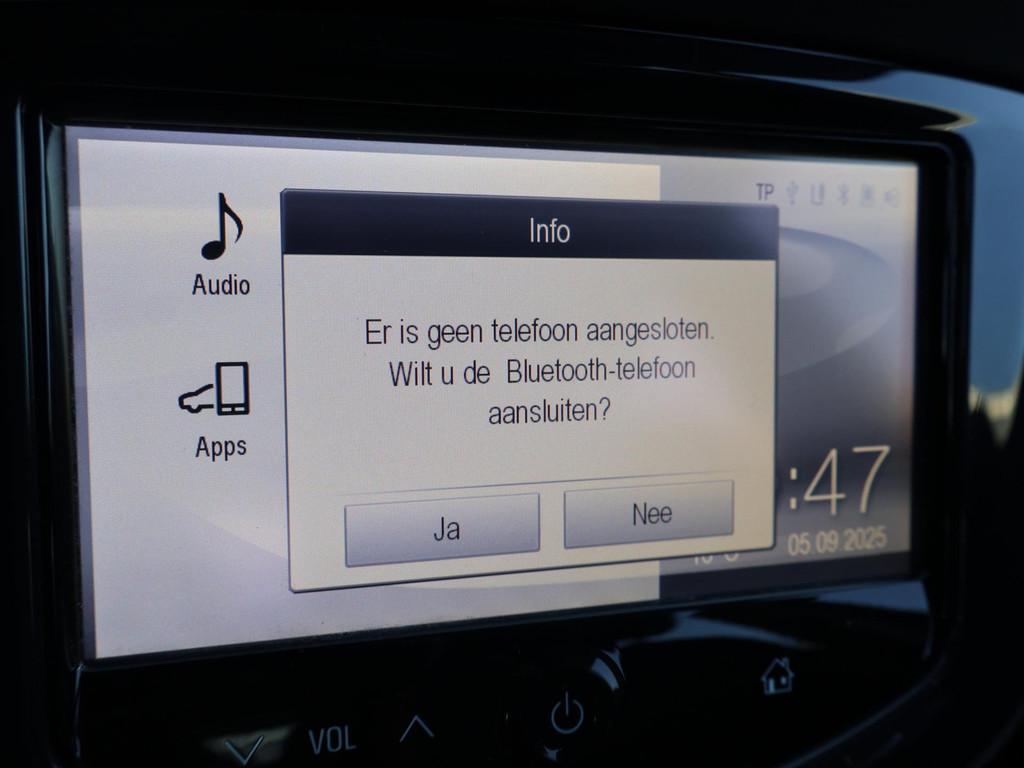 TP
Info
Audio
Er is geen telefoon aangesloten.
Wilt u de Bluetooth-telefoon
aansluiten?
Apps
:47
Ja
Nee
05.09.2025
VOL